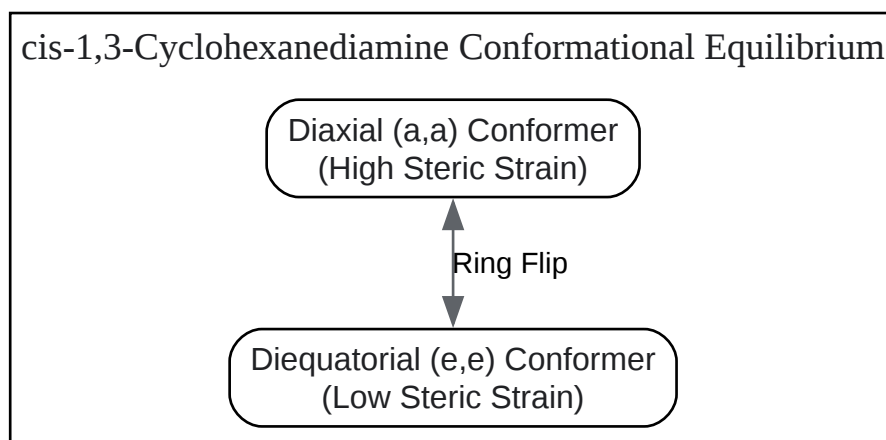 cis-1,3-Cyclohexanediamine Conformational Equilibrium
Diaxial (a,a) Conformer
(High Steric Strain)
Ring Flip
Diequatorial (e,e) Conformer
(Low Steric Strain)